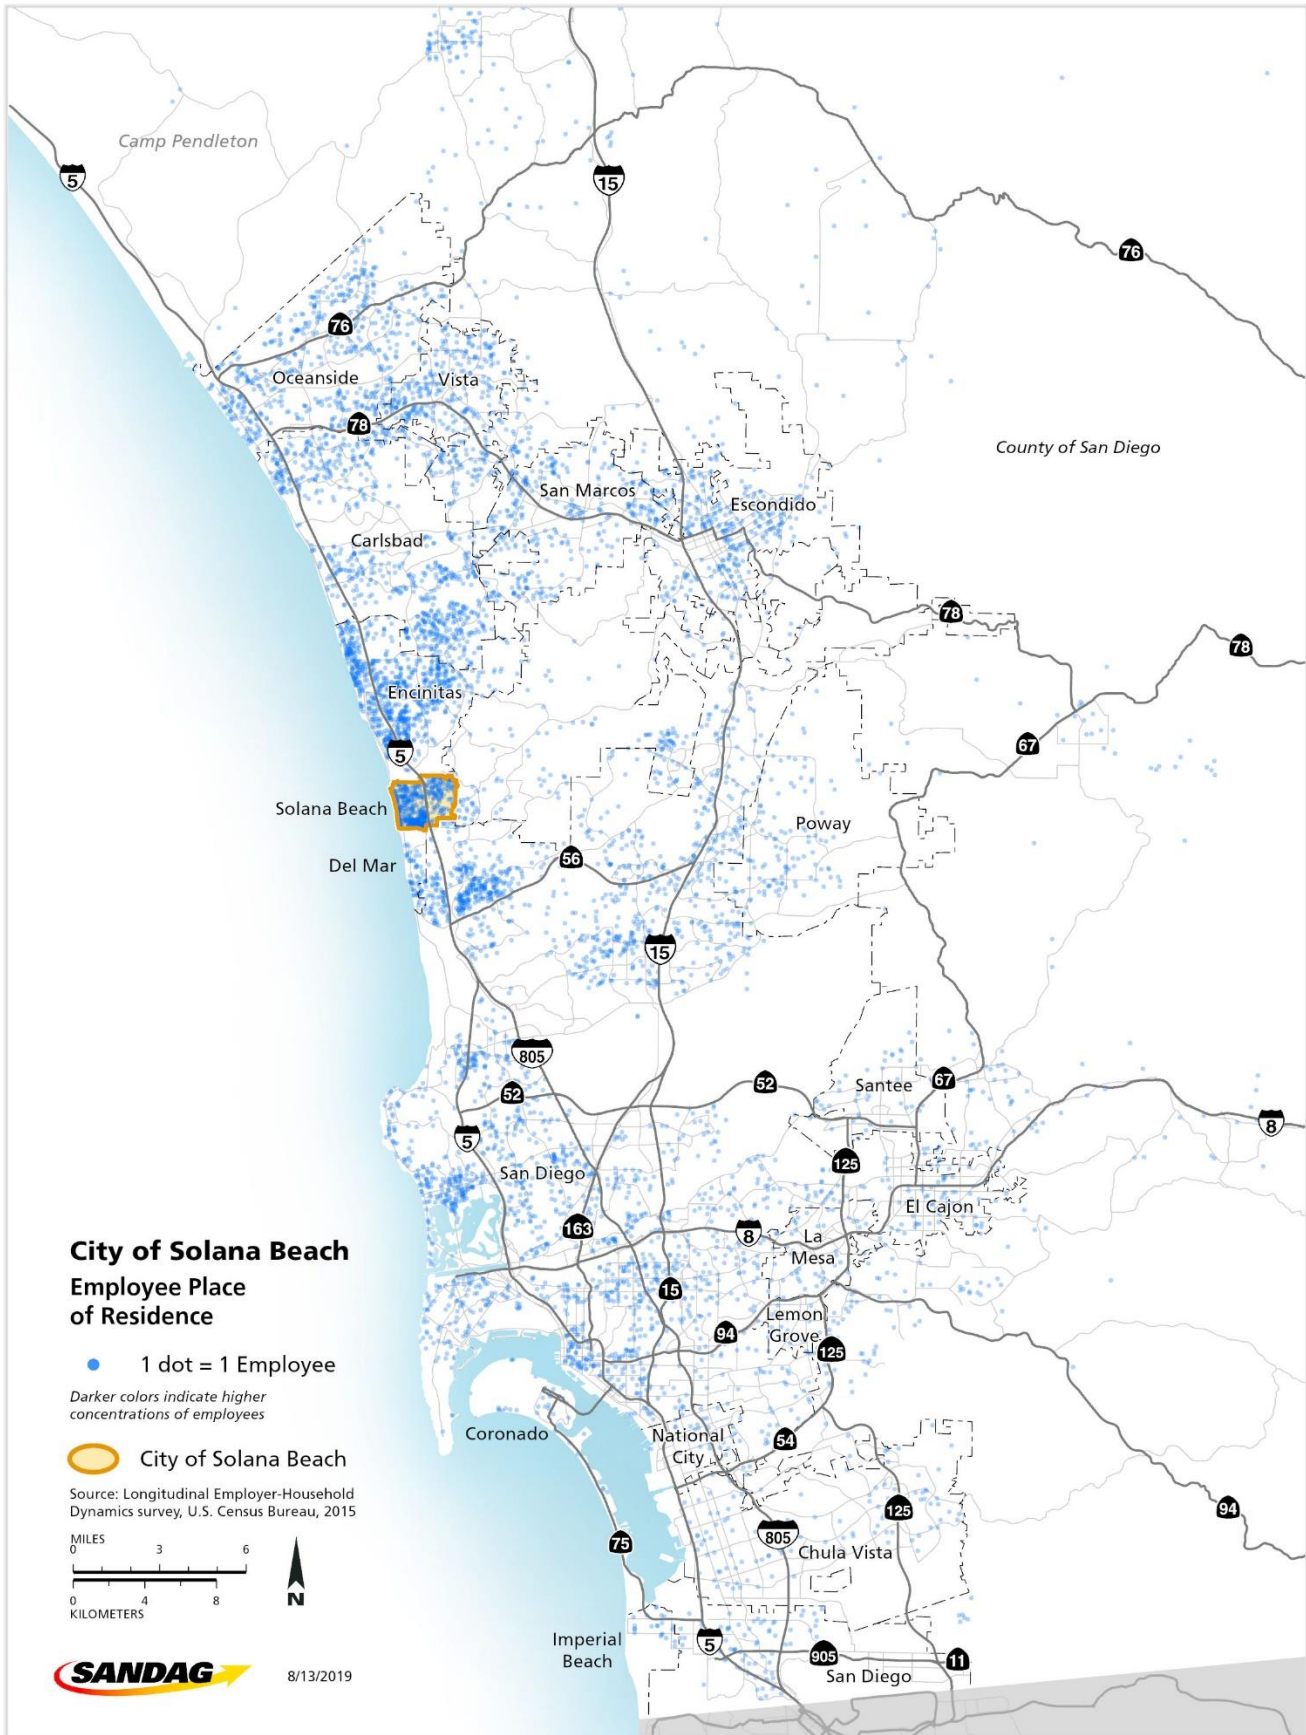 Camp Pendleton
5
15
76
76
Oceanside
Vista
78
County of San Diego
San Marcos
Escondido
Carlsbad
78
78
Encinitas
5
67
Solana Beach
Poway
Del Mar
56
15
805
52
52
Santee
67
5
8
125
San Diego
El Cajon
163
8
La
Mesa
15
94
Lemon
Grove
125
Coronado
National
City
54
125
94
75
805
Chula Vista
Imperial
Beach
5
905
San Diego
11
City of Solana Beach
Employee Place
of Residence
1 dot = 1 Employee
Darker colors indicate higher
concentrations of employees
City of Solana Beach
Source: Longitudinal Employer-Household
Dynamics survey, U.S. Census Bureau, 2015
MILES
0 3 6
0 4 8
KILOMETERS
N
SANDAG
8/13/2019